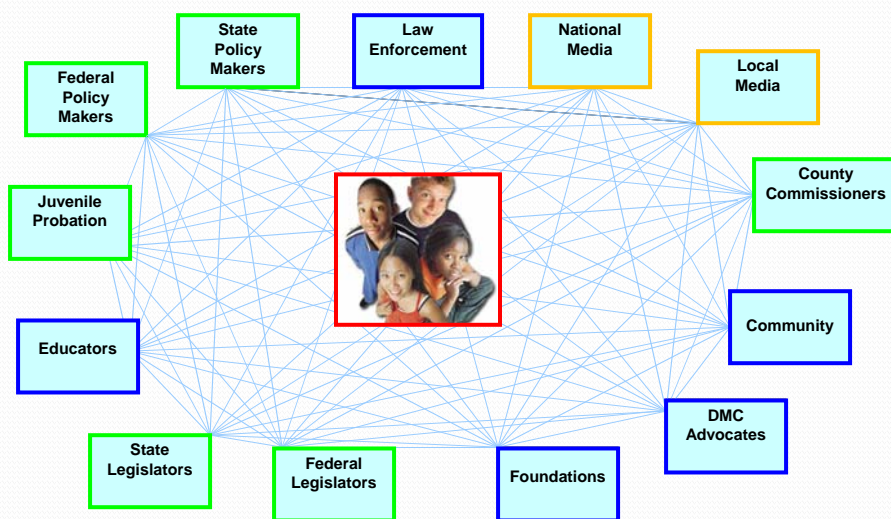 State
Policy
Makers
Law
Enforcement
National
Media
Local
Media
Federal
Policy
Makers
County
Commissioners
Juvenile
Probation
Community
Educators
DMC
Advocates
State
Legislators
Federal
Legislators
Foundations